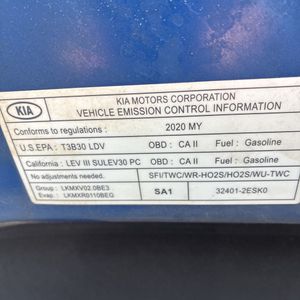 KIA
KIA MOTORS CORPORATION
VEHICLE EMISSION CONTROL INFORMATION
Conforms to regulations : 2020 MY
U.S.EPA : T3B30 LDV OBD : CA II Fuel : Gasoline
California : LEV III SULEV30 PC OBD : CA II Fuel : Gasoline
No adjustments needed. SFI/TWC/WR-HO2S/HO2S/WU-TWC
Group : LKMXV02.0BE3
Evap. : LKMXR0110BEG SA1 32401-2ESK0